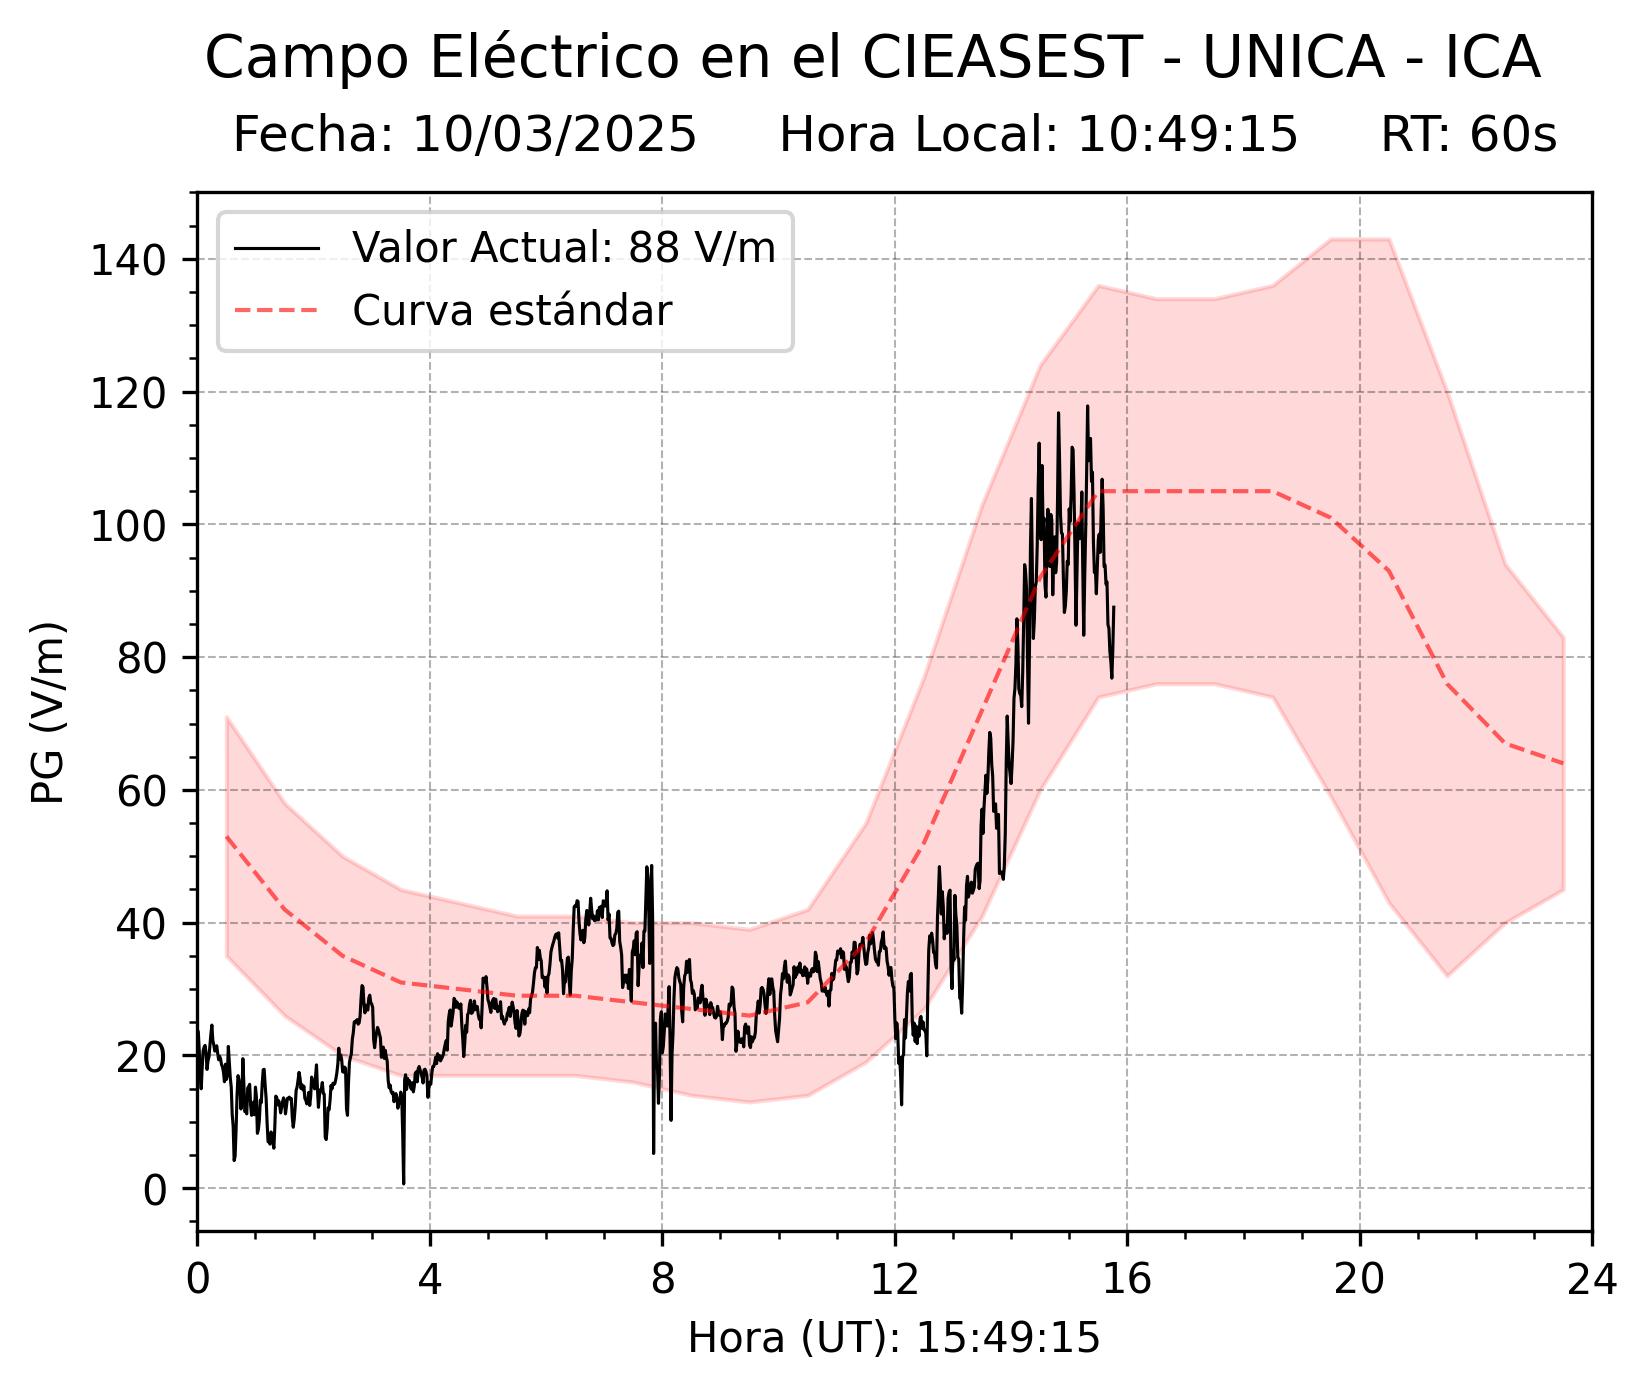 Campo Eléctrico en el CIEASEST - UNICA - ICA
Fecha: 10/03/2025 Hora Local: 10:49:15 RT: 60s
Valor Actual: 88 V/m
Curva estándar
PG (V/m)
140
120
100
80
60
40
20
0
0 4 8 12 16 20 24
Hora (UT): 15:49:15